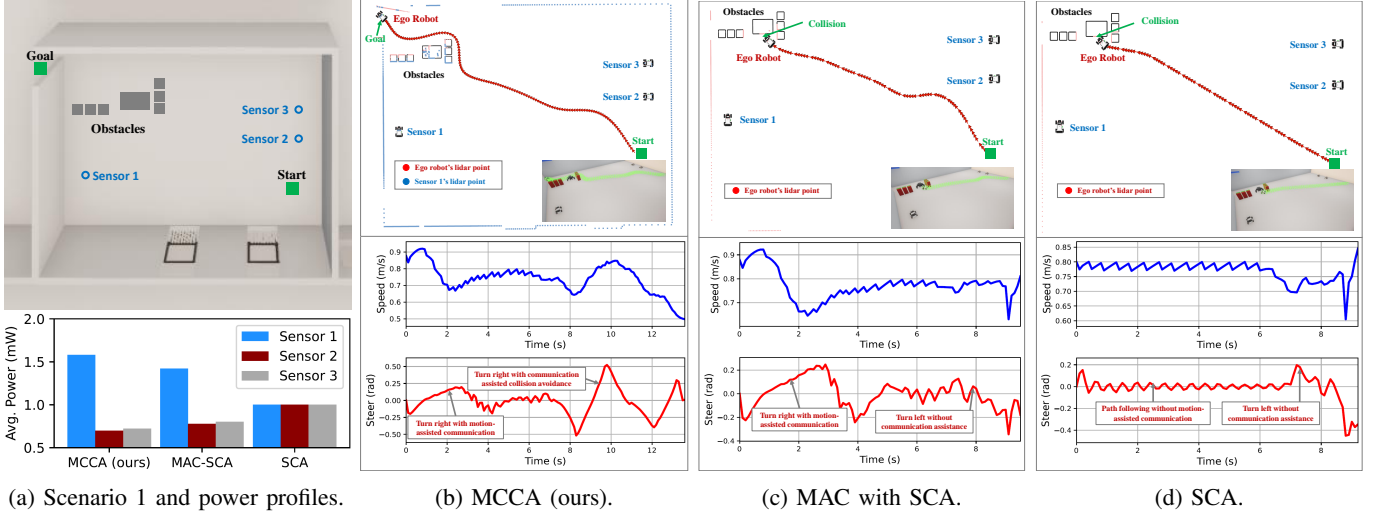 Goal
Obstacles
Sensor 3
Sensor 2
Sensor 1
Start
Avg. Power (mW)
2.0
1.5
1.0
0.5
Sensor 1
Sensor 2
Sensor 3
MCCA (ours)
MAC-SCA
SCA
(a) Scenario 1 and power profiles.
Ego Robot
Goal
Obstacles
Sensor 3
Sensor 2
Sensor 1
Start
Ego robot's lidar point
Sensor 1's lidar point
Speed (m/s)
0.9
0.8
0.7
0.6
0.5
0 2 4 6 8 10 12
Time (s)
Steer (rad)
0.50
0.25
0.00
−0.25
−0.50
Turn right with communication
assisted collision avoidance
Turn right with motion-
assisted communication
0 2 4 6 8 10 12
Time (s)
(b) MCCA (ours).
Obstacles
Collision
Ego Robot
Sensor 3
Sensor 2
Sensor 1
Start
Ego robot's lidar point
Speed (m/s)
0.9
0.8
0.7
0 2 4 6 8
Time (s)
Steer (rad)
0.2
0.0
−0.2
−0.4
Turn right with motion-
assisted communication
Turn left without
communication assistance
0 2 4 6 8
Time (s)
(c) MAC with SCA.
Obstacles
Collision
Ego Robot
Sensor 3
Sensor 2
Sensor 1
Start
Ego robot's lidar point
Speed (m/s)
0.85
0.80
0.75
0.70
0.65
0.60
0 2 4 6 8
Time (s)
Steer (rad)
0.2
0.0
−0.2
−0.4
Path following without motion-
assisted communication
Turn left without
communication assistance
0 2 4 6 8
Time (s)
(d) SCA.